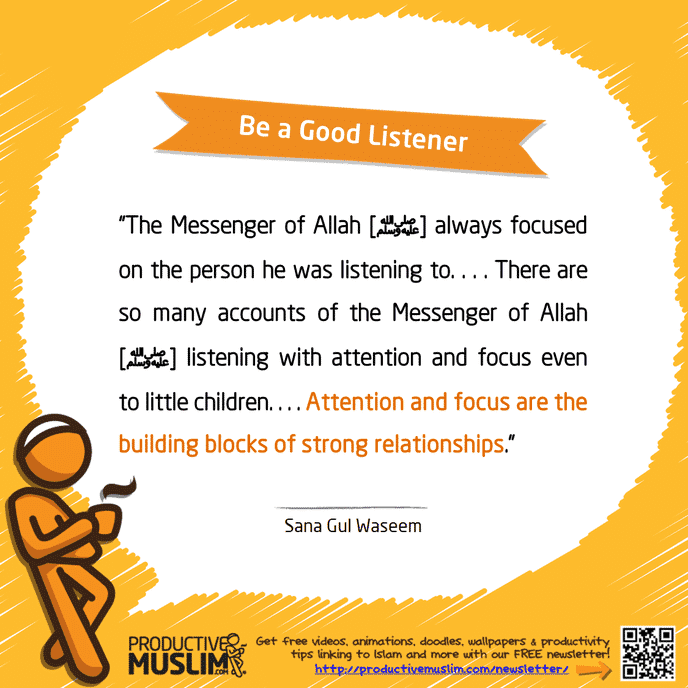 Be a Good Listener
"The Messenger of Allah [ﷺ] always focused
on the person he was listening to. . . . There are
so many accounts of the Messenger of Allah
[ﷺ] listening with attention and focus even
to little children. . . . Attention and focus are the
building blocks of strong relationships."
Sana Gul Waseem
PRODUCTIVE
MUSLIM.COM
Get free videos, animations, doodles, wallpapers & productivity
tips linking to Islam and more with our FREE newsletter!
http://productivemuslim.com/newsletter/